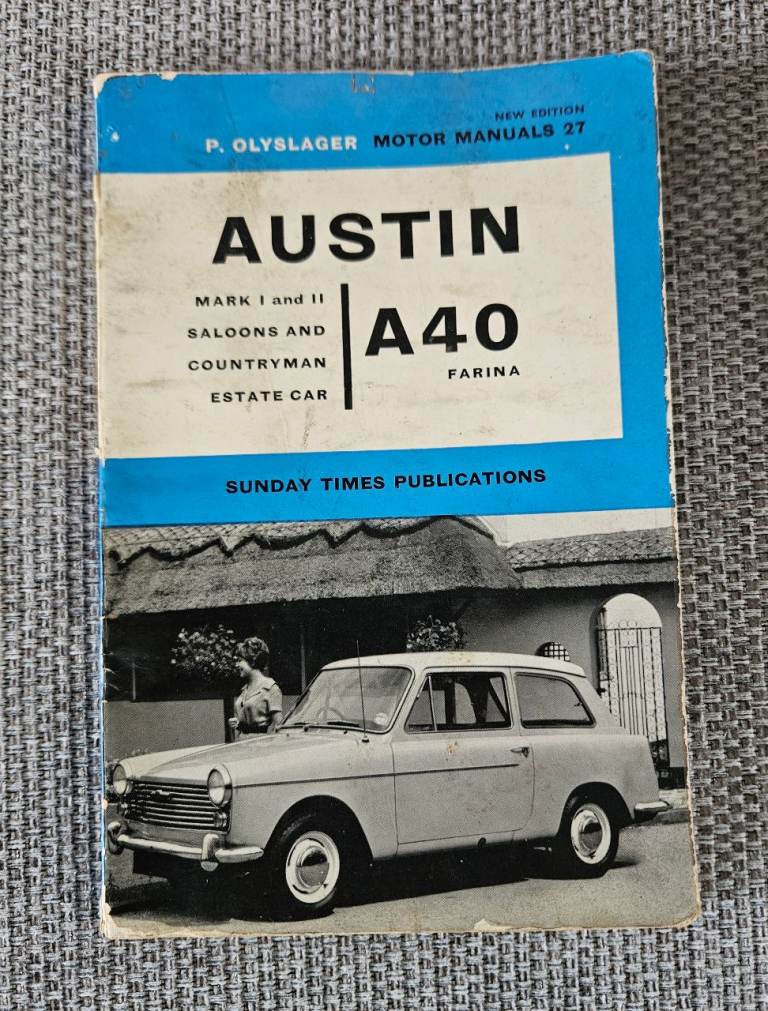 NEW EDITION
P. OLYSLAGER MOTOR MANUALS 27
AUSTIN
MARK I and II
SALOONS AND
COUNTRYMAN
ESTATE CAR
A40
FARINA
SUNDAY TIMES PUBLICATIONS